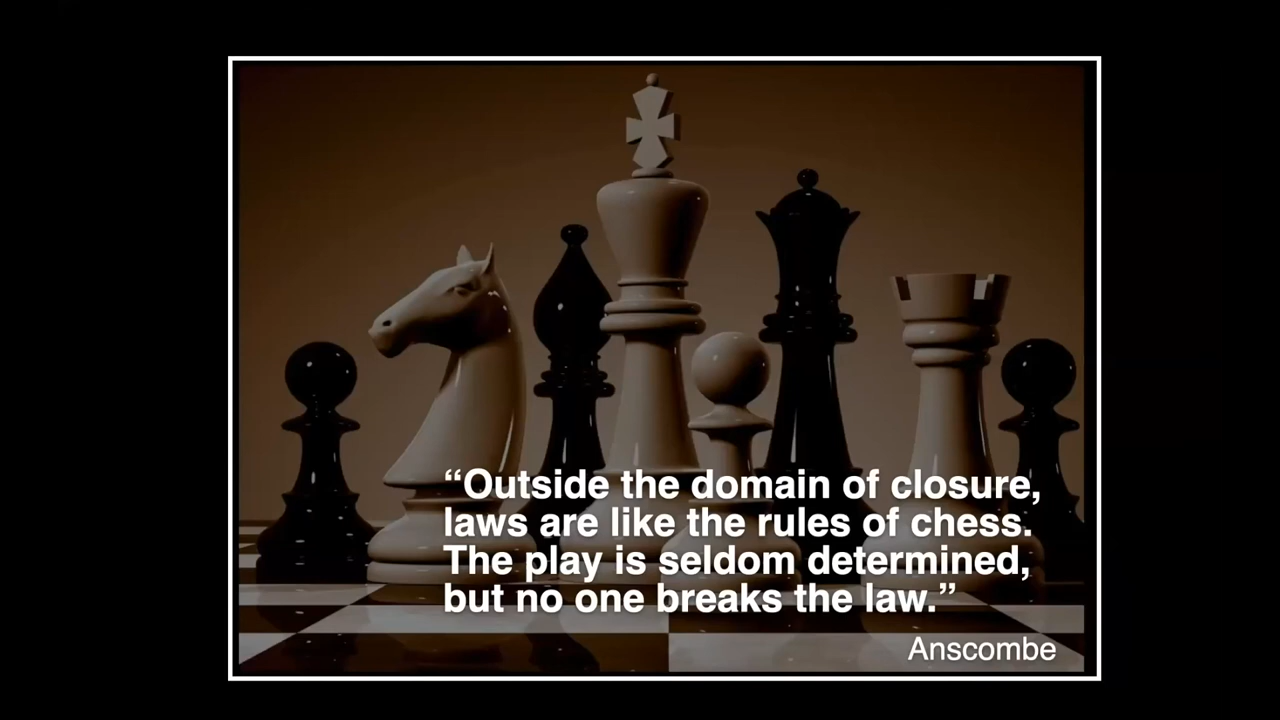 “Outside the domain of closure,
laws are like the rules of chess.
The play is seldom determined,
but no one breaks the law.”
Anscombe